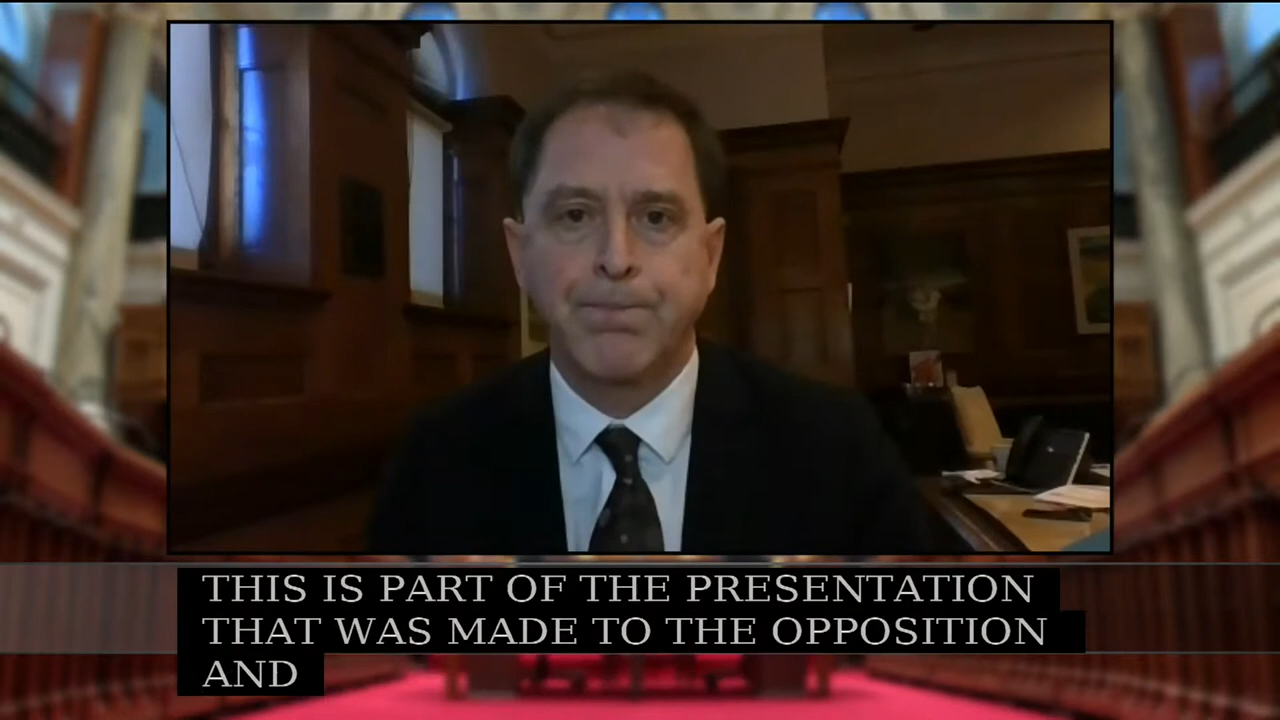 THIS IS PART OF THE PRESENTATION
THAT WAS MADE TO THE OPPOSITION
AND